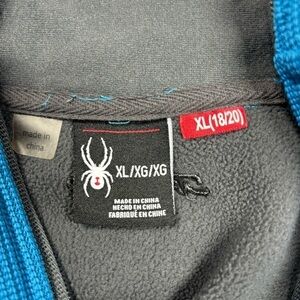 made in
china
XL/XG/XG
MADE IN CHINA
HECHO EN CHINA
FABRIQUÉ EN CHINE
XL(18/20)